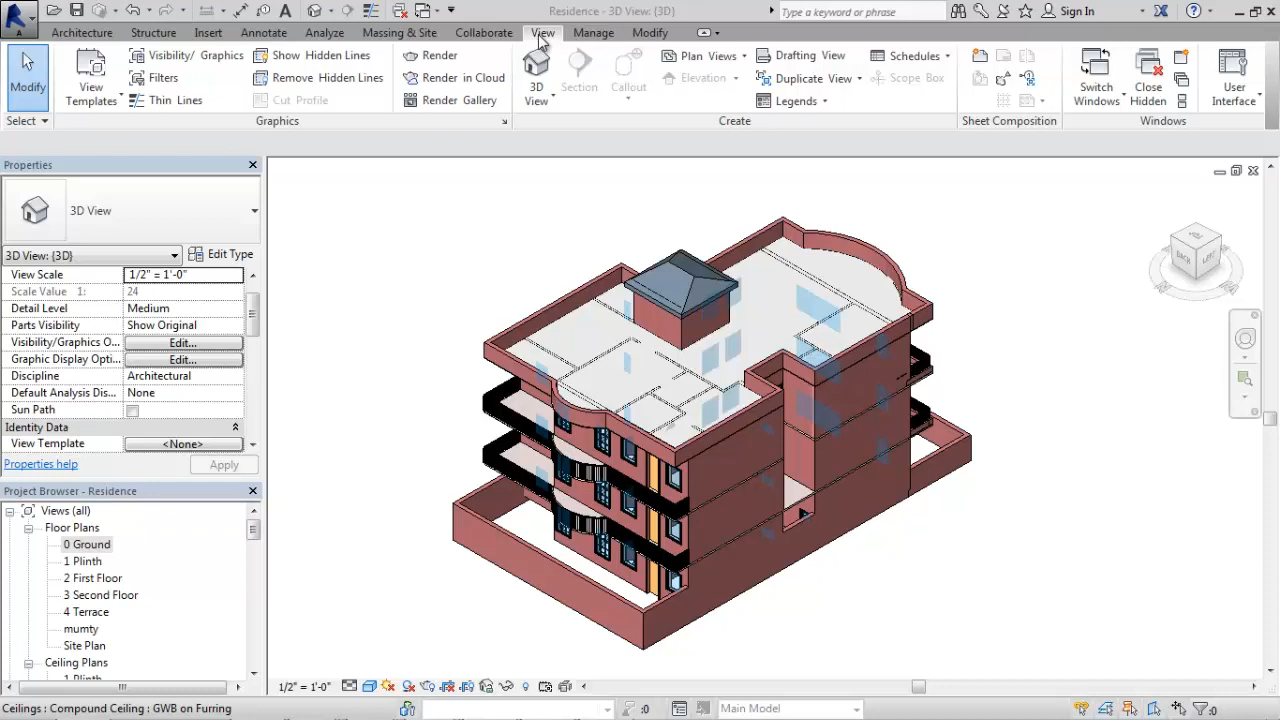 Residence - 3D View: {3D}
Type a keyword or phrase
Sign In
Architecture Structure Insert Annotate Analyze Massing & Site Collaborate View Manage Modify
Modify
Select
View Templates
Visibility/ Graphics
Filters
Thin Lines
Show Hidden Lines
Remove Hidden Lines
Cut Profile
Graphics
Render
Render in Cloud
Render Gallery
3D View
Section
Callout
Plan Views
Elevation
Drafting View
Duplicate View
Legends
Schedules
Scope Box
Create
Sheet Composition
Switch Windows
Close Hidden
User Interface
Windows
Properties
3D View
3D View: {3D}
Edit Type
View Scale 1/2" = 1'-0"
Scale Value 1: 24
Detail Level Medium
Parts Visibility Show Original
Visibility/Graphics O... Edit...
Graphic Display Opti... Edit...
Discipline Architectural
Default Analysis Dis... None
Sun Path
Identity Data
View Template <None>
Properties help
Apply
Project Browser - Residence
Views (all)
Floor Plans
0 Ground
1 Plinth
2 First Floor
3 Second Floor
4 Terrace
mumty
Site Plan
Ceiling Plans
1 Plinth
BACK
LEFT
1/2" = 1'-0"
Ceilings : Compound Ceiling : GWB on Furring
:0
Main Model
:0